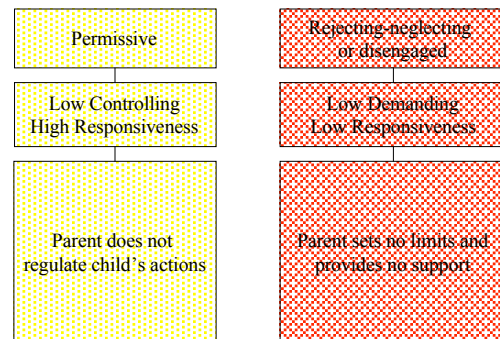 Permissive
Low Controlling
High Responsiveness
Parent does not
regulate child's actions
Rejecting-neglecting
or disengaged
Low Demanding
Low Responsiveness
Parent sets no limits and
provides no support